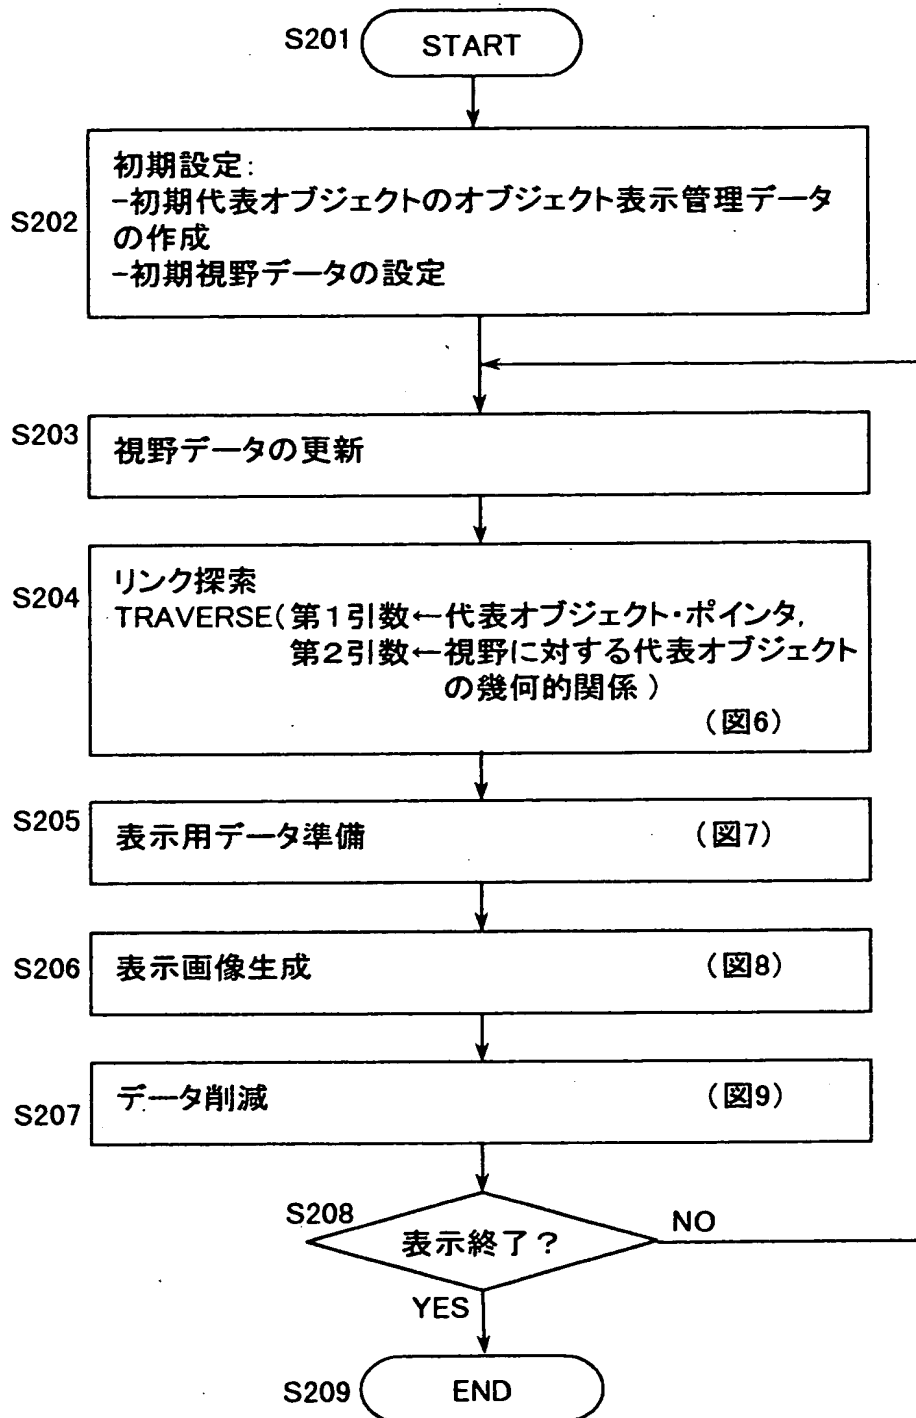 S201
START
S202
初期設定:
-初期代表オブジェクトのオブジェクト表示管理データ
の作成
-初期視野データの設定
S203
視野データの更新
S204
リンク探索
TRAVERSE(第1引数←代表オブジェクト・ポインタ,
第2引数←視野に対する代表オブジェクト
の幾何的関係)
(図6)
S205
表示用データ準備 (図7)
S206
表示画像生成 (図8)
S207
データ削減 (図9)
S208
表示終了?
NO
YES
S209
END